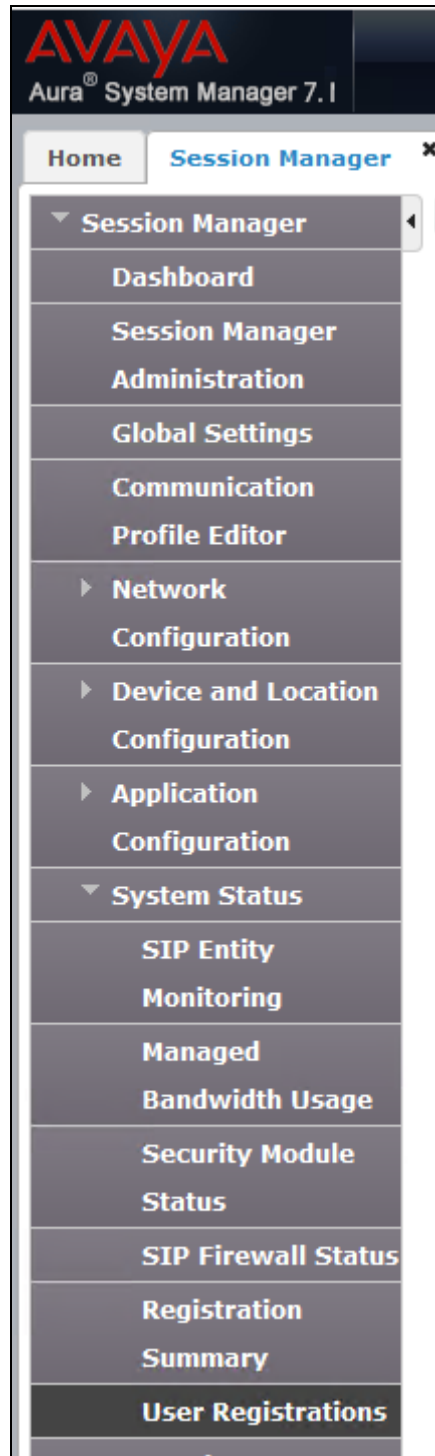 AVAYA
Aura® System Manager 7.1
Home Session Manager ×
Session Manager
Dashboard
Session Manager
Administration
Global Settings
Communication
Profile Editor
Network
Configuration
Device and Location
Configuration
Application
Configuration
System Status
SIP Entity
Monitoring
Managed
Bandwidth Usage
Security Module
Status
SIP Firewall Status
Registration
Summary
User Registrations